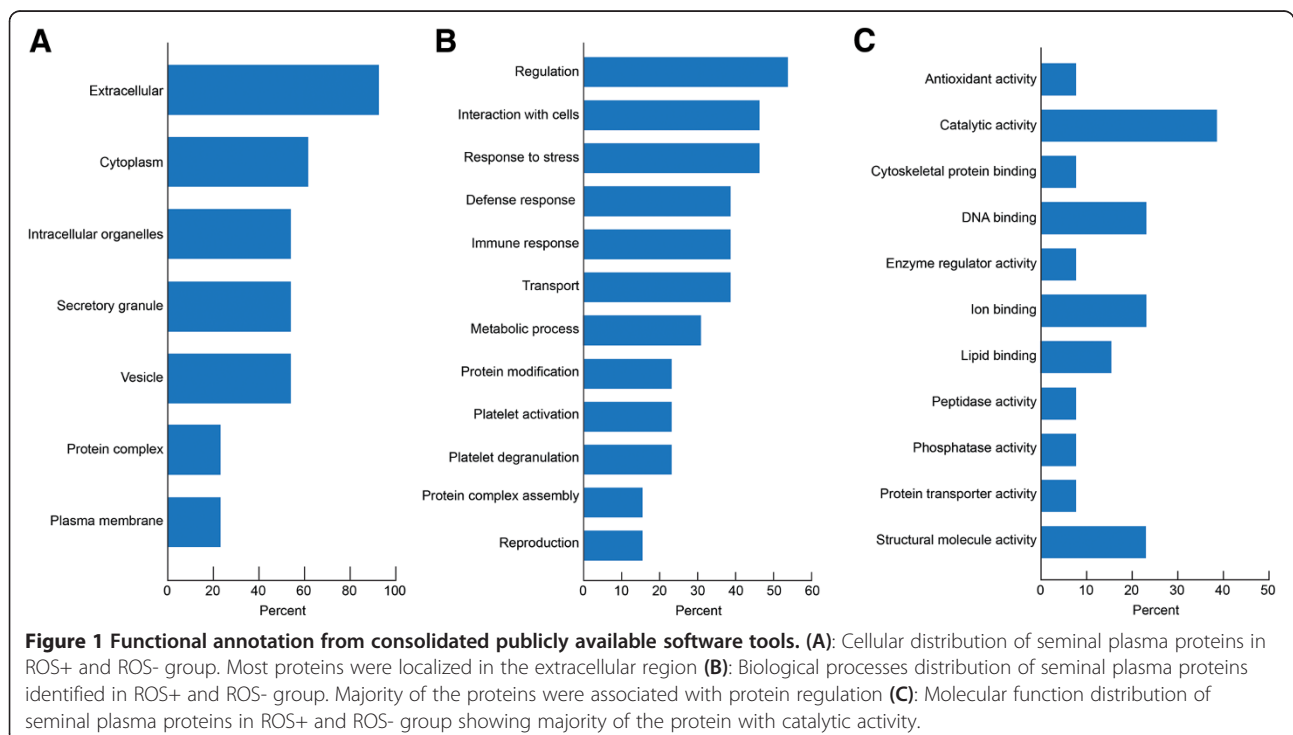 A
Extracellular
Cytoplasm
Intracellular organelles
Secretory granule
Vesicle
Protein complex
Plasma membrane
0 20 40 60 80 100
Percent
B
Regulation
Interaction with cells
Response to stress
Defense response
Immune response
Transport
Metabolic process
Protein modification
Platelet activation
Platelet degranulation
Protein complex assembly
Reproduction
0 10 20 30 40 50 60
Percent
C
Antioxidant activity
Catalytic activity
Cytoskeletal protein binding
DNA binding
Enzyme regulator activity
Ion binding
Lipid binding
Peptidase activity
Phosphatase activity
Protein transporter activity
Structural molecule activity
0 10 20 30 40 50
Percent
Figure 1 Functional annotation from consolidated publicly available software tools. (A): Cellular distribution of seminal plasma proteins in
ROS+ and ROS- group. Most proteins were localized in the extracellular region (B): Biological processes distribution of seminal plasma proteins
identified in ROS+ and ROS- group. Majority of the proteins were associated with protein regulation (C): Molecular function distribution of
seminal plasma proteins in ROS+ and ROS- group showing majority of the protein with catalytic activity.